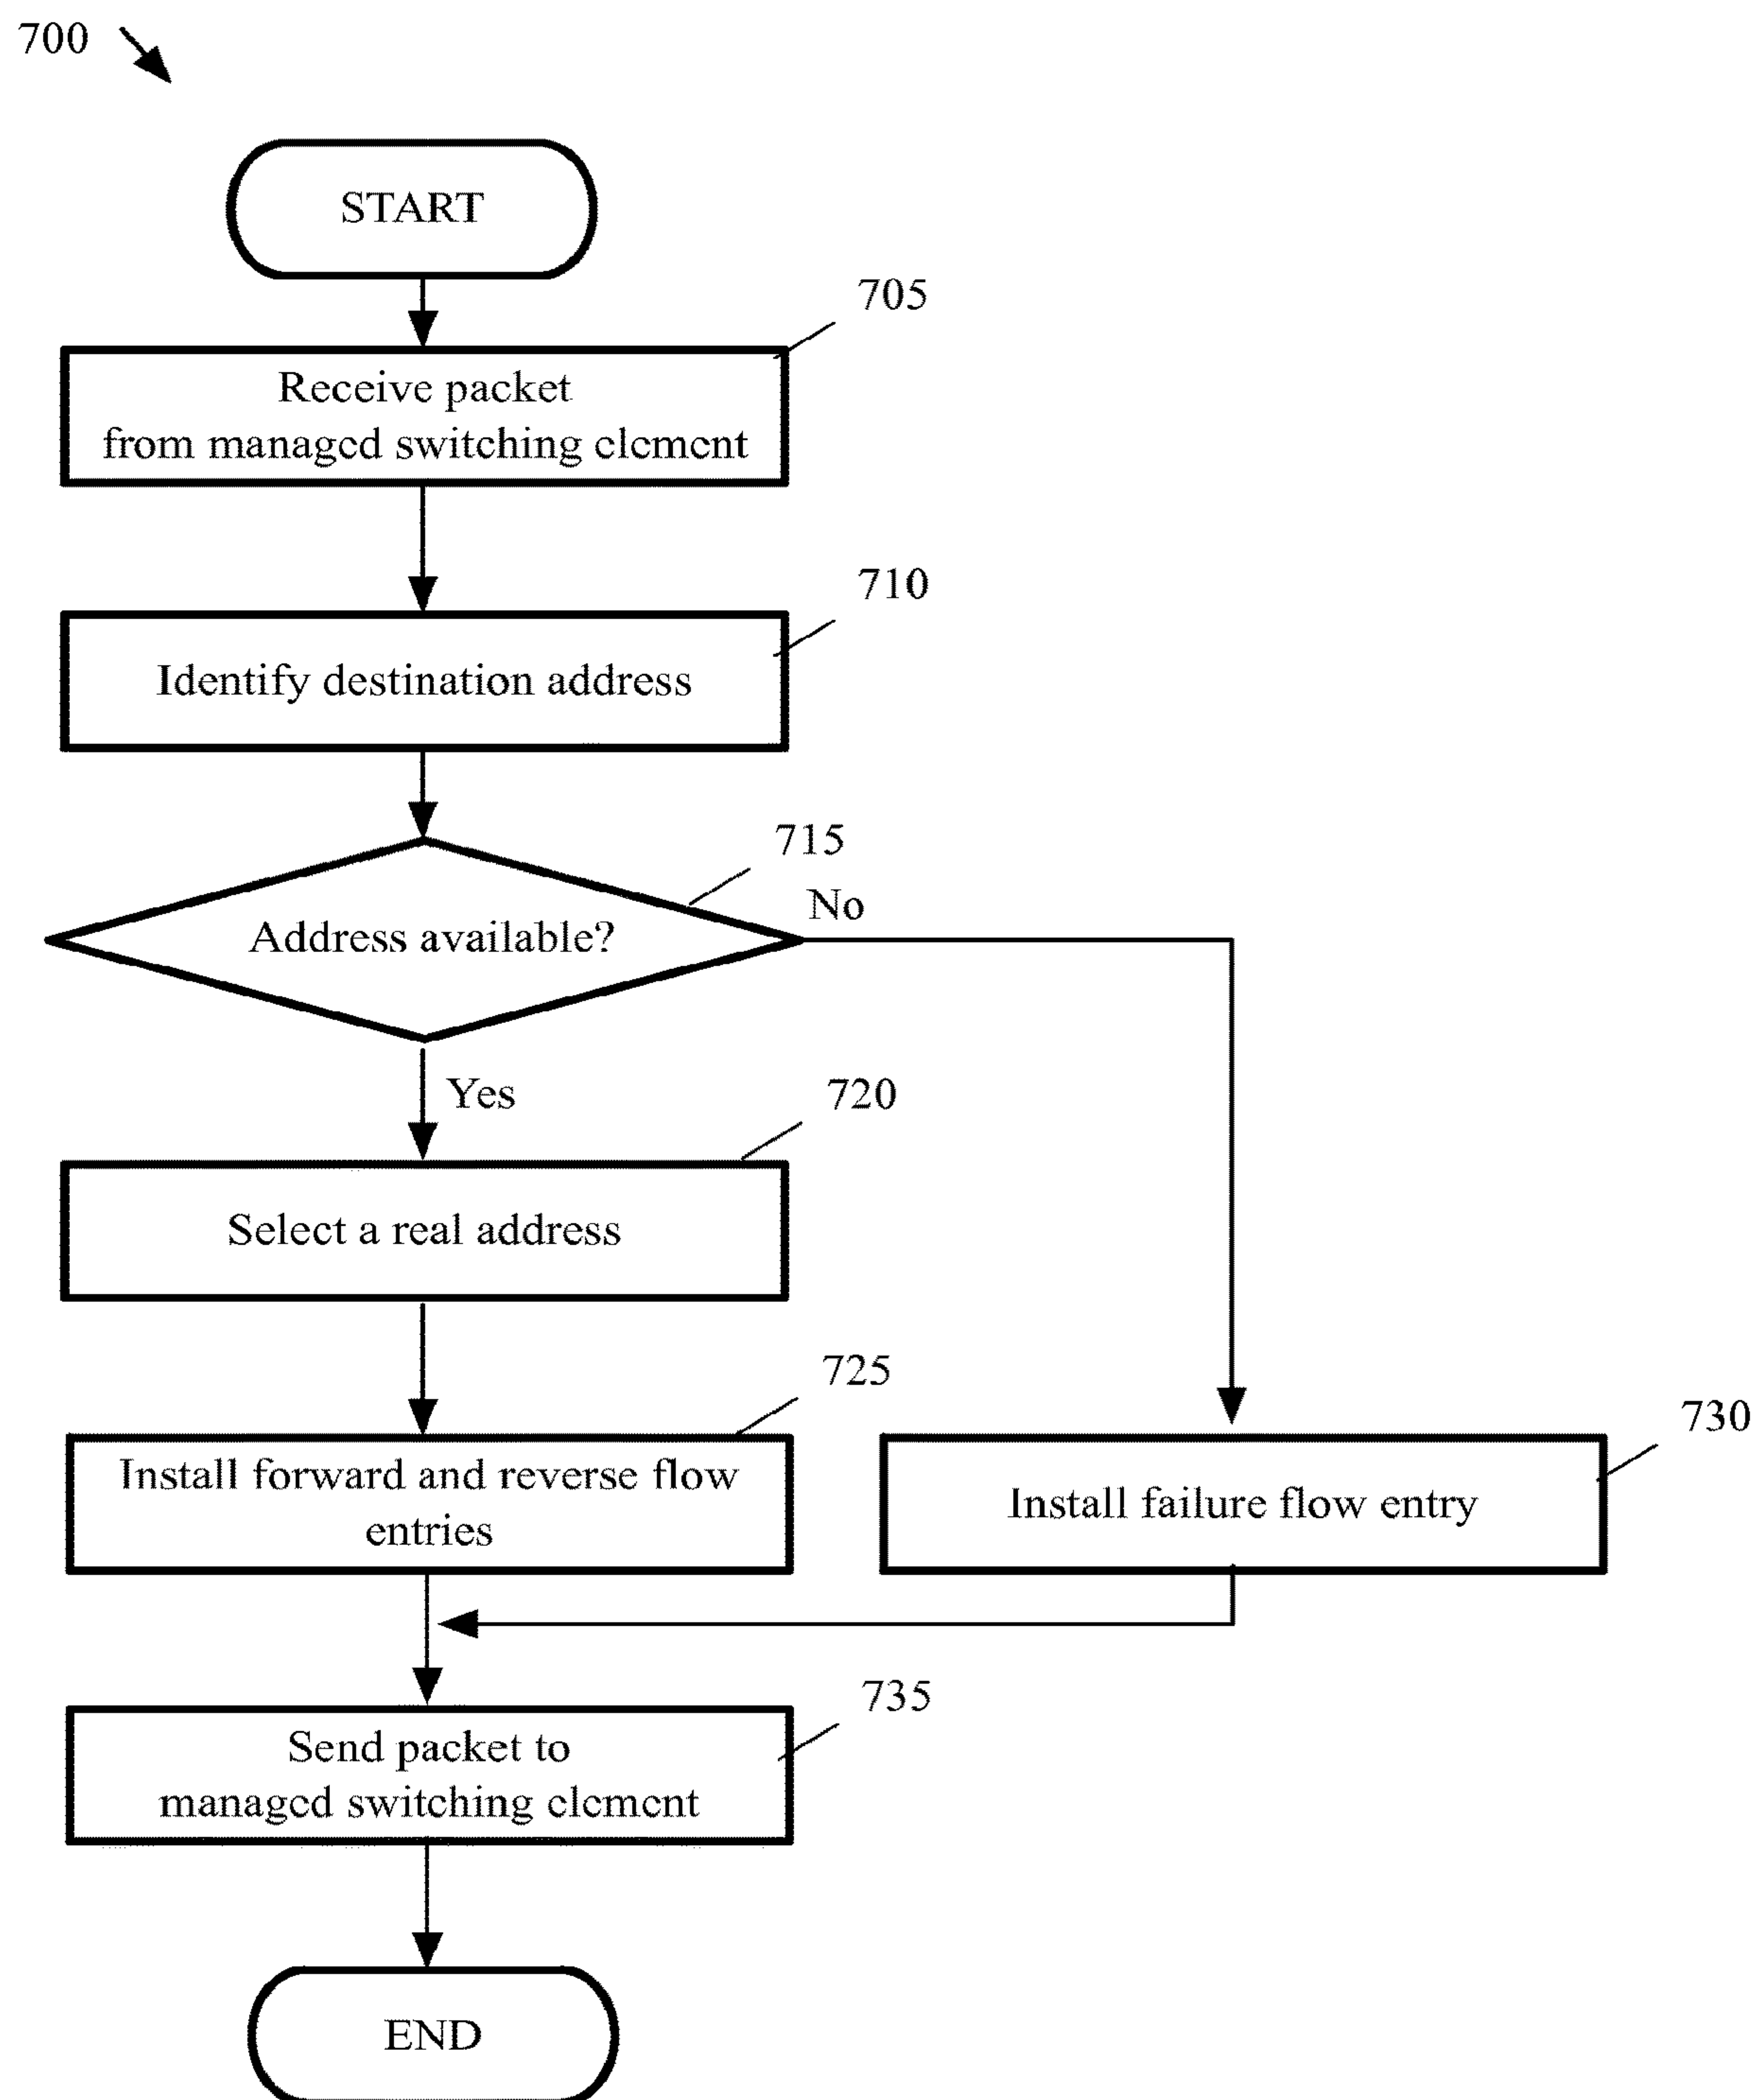 700
START
705
Receive packet
from managed switching element
710
Identify destination address
715
Address available?
No
Yes
720
Select a real address
725
Install forward and reverse flow
entries
730
Install failure flow entry
735
Send packet to
managed switching element
END